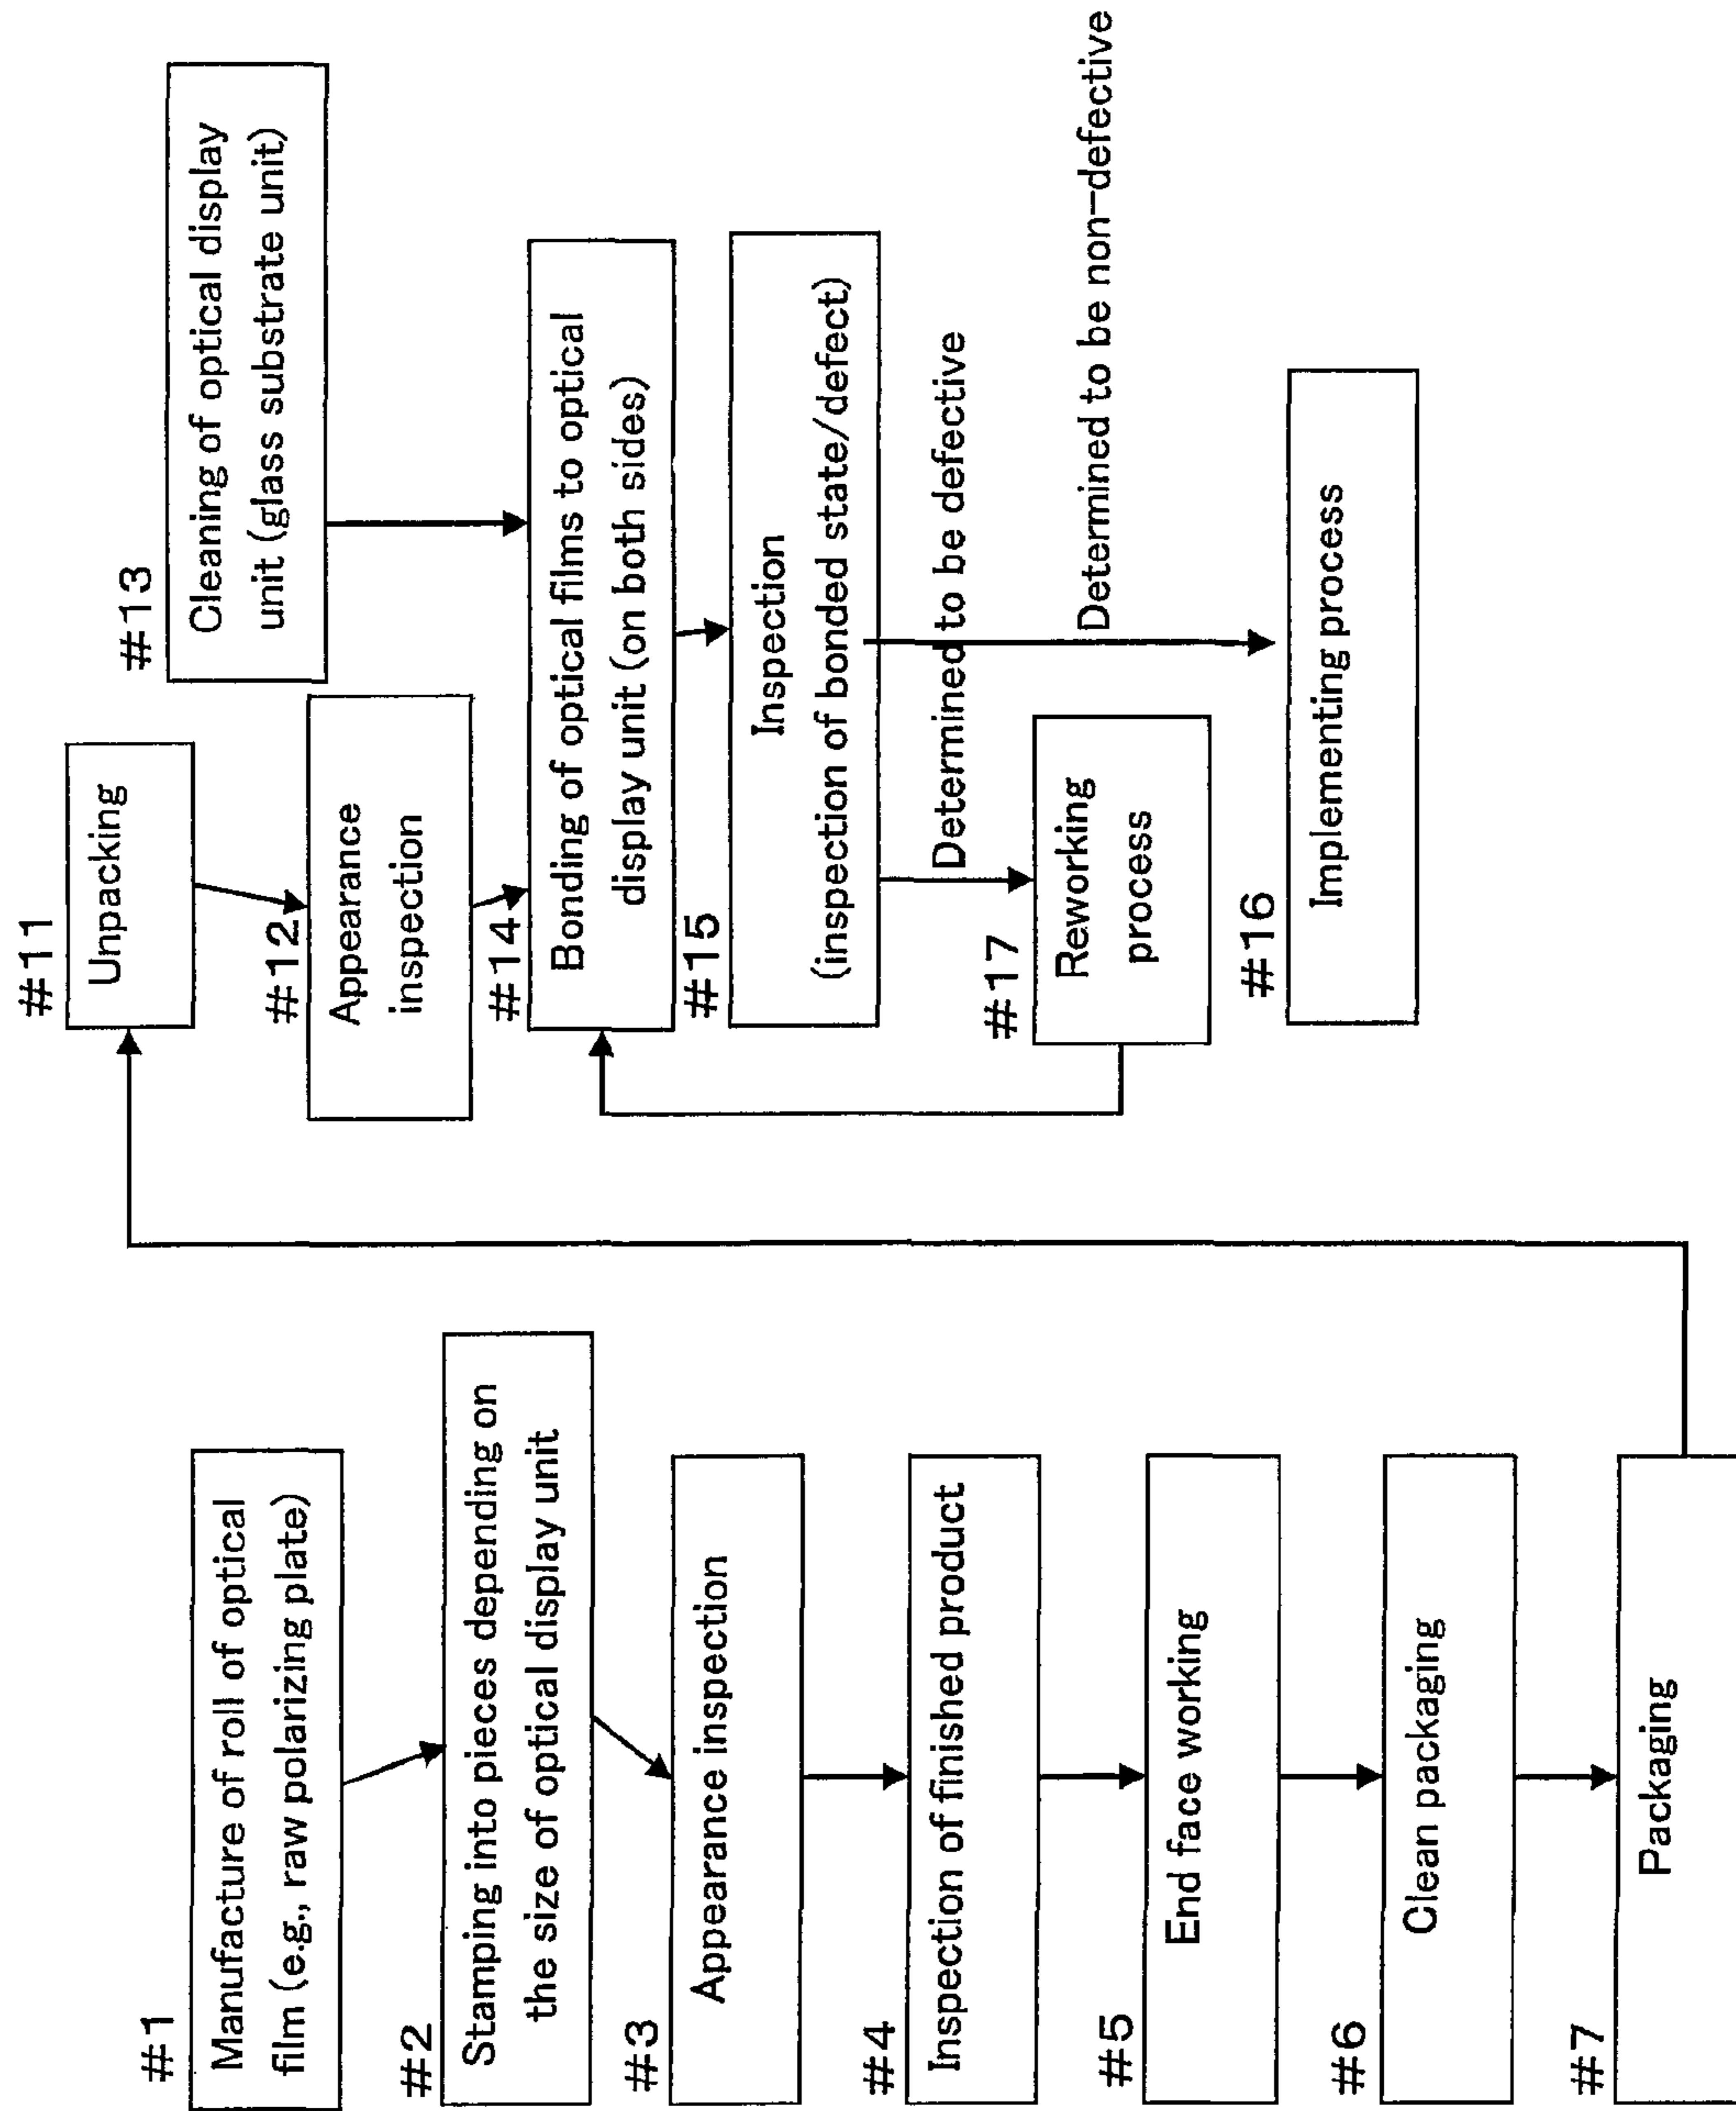 #1
Manufacture of roll of optical
film (e.g., raw polarizing plate)
#2
Stamping into pieces depending on
the size of optical display unit
#3
Appearance inspection
#4
Inspection of finished product
#5
End face working
#6
Clean packaging
#7
Packaging
#11
Unpacking
#12
Appearance
inspection
#13
Cleaning of optical display
unit (glass substrate unit)
#14
Bonding of optical films to optical
display unit (on both sides)
#15
Inspection
(inspection of bonded state/defect)
Determined to be defective
#17
Reworking
process
Determined to be non-defective
#16
Implementing process